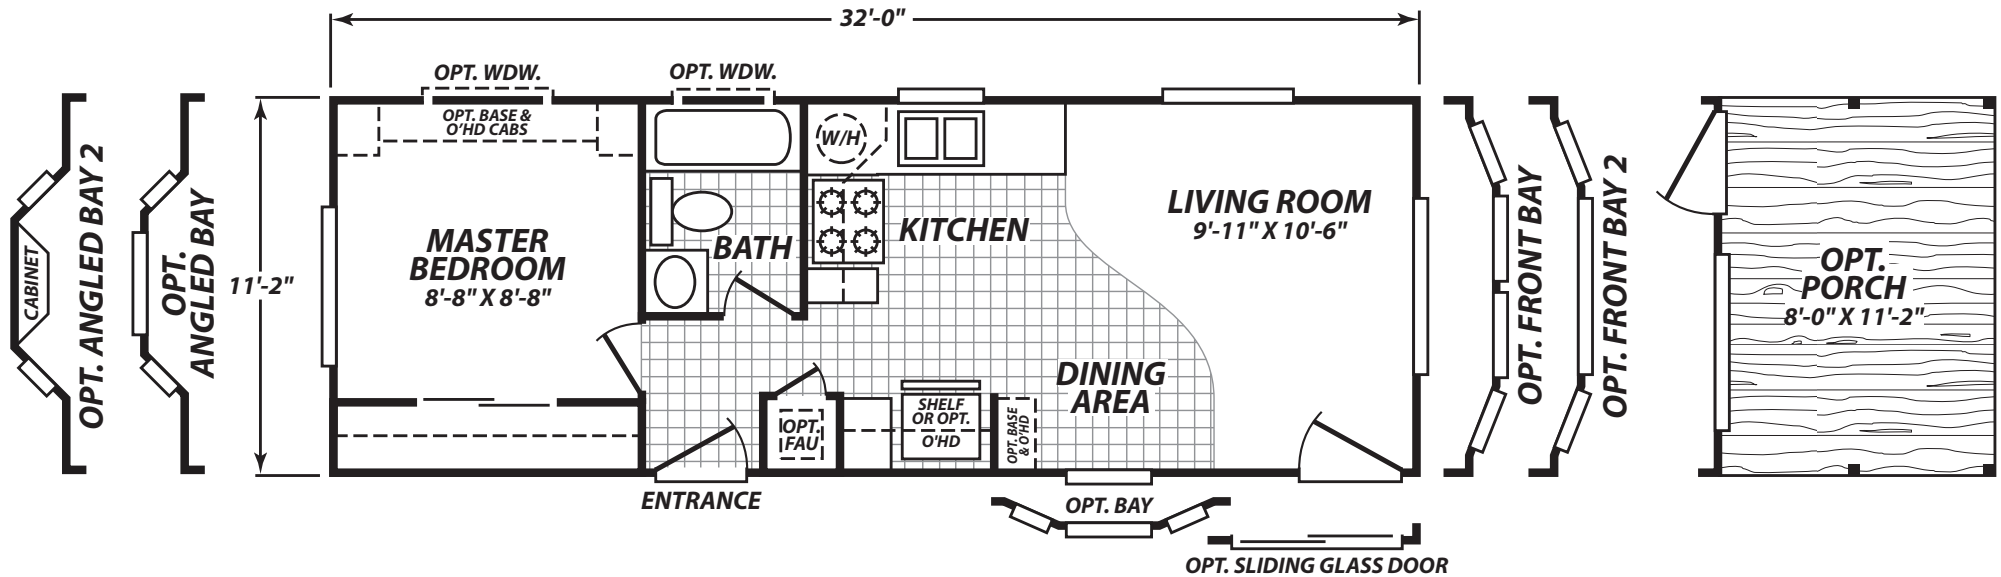 32'-0"
OPT. WDW.
OPT. WDW.
OPT. BASE &
O'HD CABS
W/H
OPT. ANGLED BAY 2
CABINET
OPT.
ANGLED BAY
11'-2"
MASTER
BEDROOM
8'-8" X 8'-8"
BATH
KITCHEN
LIVING ROOM
9'-11" X 10'-6"
DINING
AREA
OPT.
FAU
SHELF
OR OPT.
O'HD
OPT. BASE
& O'HD
ENTRANCE
OPT. BAY
OPT. SLIDING GLASS DOOR
OPT. FRONT BAY
OPT. FRONT BAY 2
OPT.
PORCH
8'-0" X 11'-2"